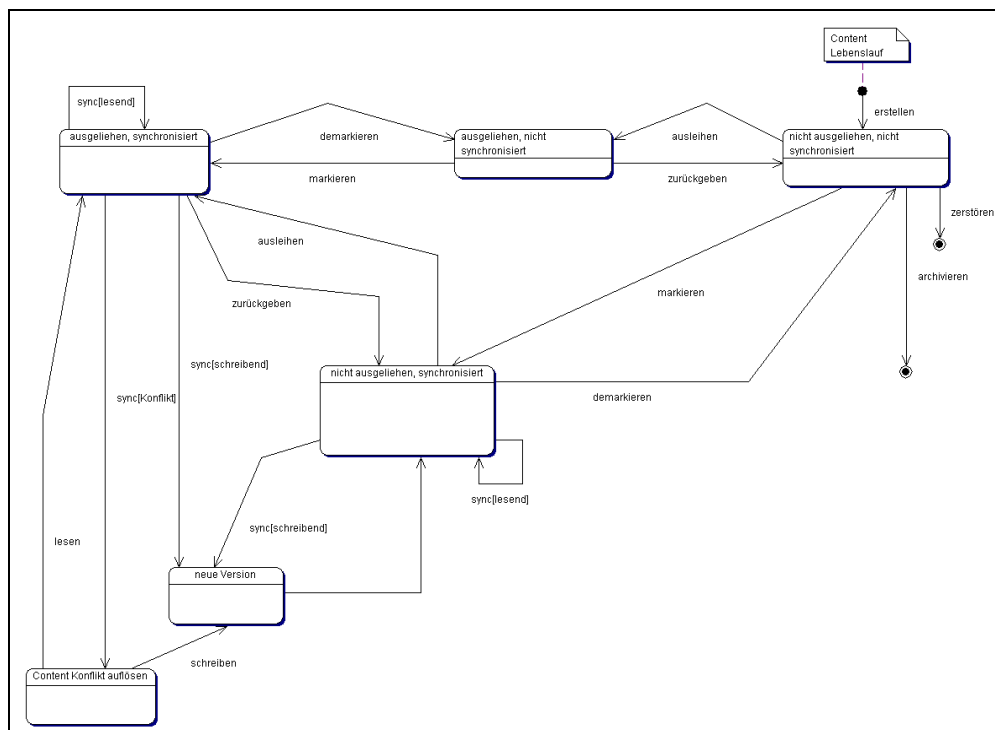 Content
Lebenslauf
sync[lesend]
erstellen
ausgeliehen, synchronisiert
demarkieren
ausgeliehen, nicht
synchronisiert
ausleihen
nicht ausgeliehen, nicht
synchronisiert
markieren
zurückgeben
zerstören
ausleihen
archivieren
markieren
zurückgeben
sync[schreibend]
nicht ausgeliehen, synchronisiert
sync[Konflikt]
demarkieren
sync[lesend]
sync[schreibend]
lesen
neue Version
schreiben
Content Konflikt auflösen